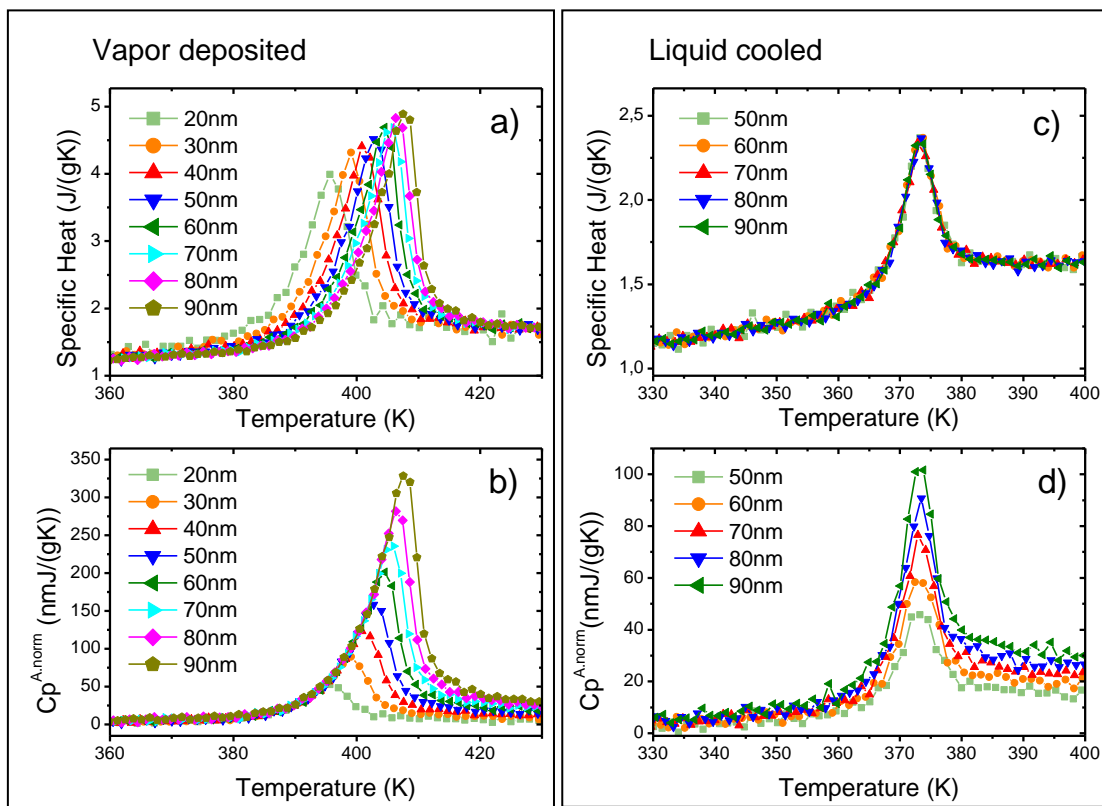 Vapor deposited
a)
20nm
30nm
40nm
50nm
60nm
70nm
80nm
90nm
5
4
3
2
1
360 380 400 420
Specific Heat (J/(gK)
Temperature (K)
b)
20nm
30nm
40nm
50nm
60nm
70nm
80nm
90nm
350
300
250
200
150
100
50
0
360 380 400 420
Cp^A,norm (nmJ/(gK))
Temperature (K)
Liquid cooled
c)
50nm
60nm
70nm
80nm
90nm
2,5
2,0
1,5
1,0
330 340 350 360 370 380 390 400
Specific Heat (J/(gK)
Temperature (K)
d)
50nm
60nm
70nm
80nm
90nm
100
80
60
40
20
0
330 340 350 360 370 380 390 400
Cp^A.norm (nmJ/(gK))
Temperature (K)